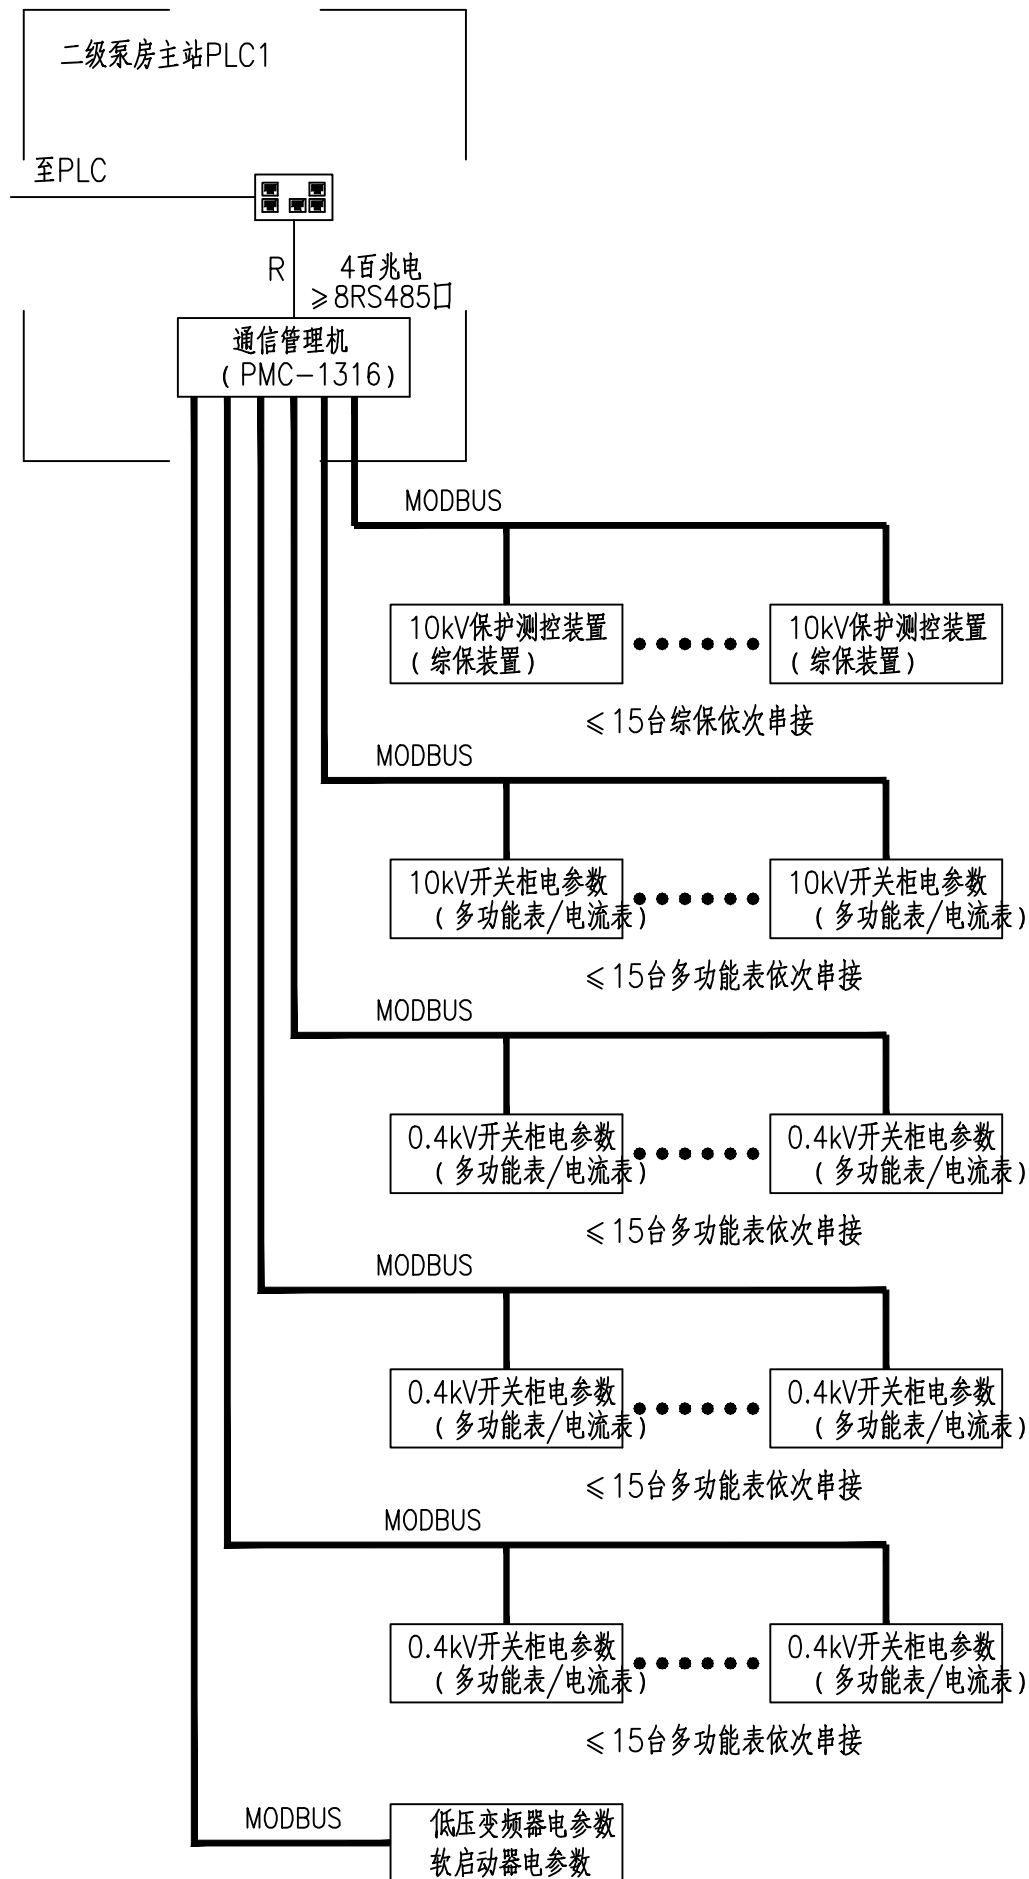 二级泵房主站PLC1
至PLC
R
4百兆电
≥8RS485口
通信管理机
(PMC-1316)
MODBUS
10kV保护测控装置
(综保装置)
10kV保护测控装置
(综保装置)
≤15台综保依次串接
MODBUS
10kV开关柜电参数
(多功能表/电流表)
10kV开关柜电参数
(多功能表/电流表)
≤15台多功能表依次串接
MODBUS
0.4kV开关柜电参数
(多功能表/电流表)
0.4kV开关柜电参数
(多功能表/电流表)
≤15台多功能表依次串接
MODBUS
0.4kV开关柜电参数
(多功能表/电流表)
0.4kV开关柜电参数
(多功能表/电流表)
≤15台多功能表依次串接
MODBUS
0.4kV开关柜电参数
(多功能表/电流表)
0.4kV开关柜电参数
(多功能表/电流表)
≤15台多功能表依次串接
MODBUS
低压变频器电参数
软启动器电参数